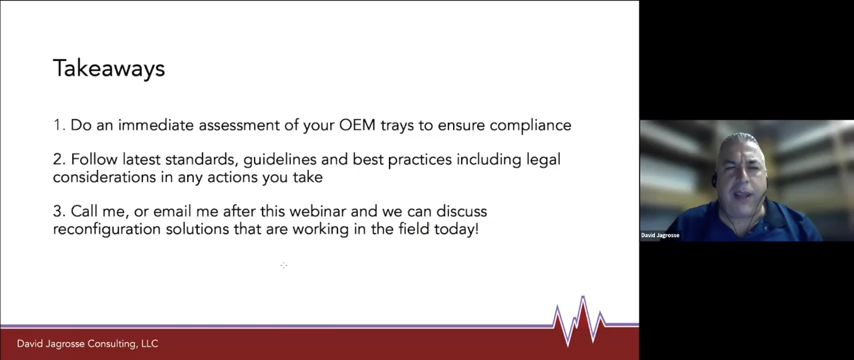 Takeaways
1. Do an immediate assessment of your OEM trays to ensure compliance
2. Follow latest standards, guidelines and best practices including legal
considerations in any actions you take
3. Call me, or email me after this webinar and we can discuss
reconfiguration solutions that are working in the field today!
David Jagrosse
David Jagrosse Consulting, LLC